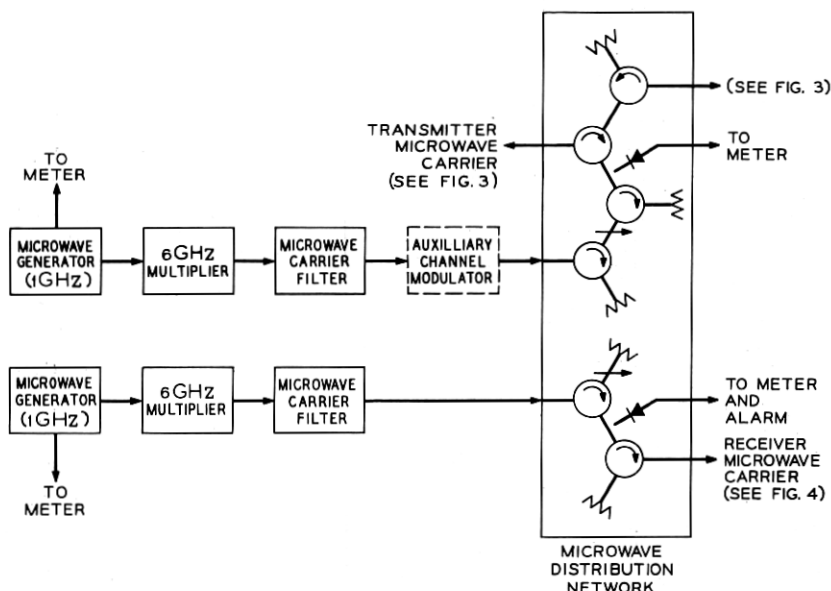 (SEE FIG. 3)
TRANSMITTER
MICROWAVE
CARRIER
(SEE FIG. 3)
TO
METER
TO
METER
MICROWAVE
GENERATOR
(1GHZ)
6GHZ
MULTIPLIER
MICROWAVE
CARRIER
FILTER
AUXILLIARY
CHANNEL
MODULATOR
MICROWAVE
GENERATOR
(1GHZ)
6GHZ
MULTIPLIER
MICROWAVE
CARRIER
FILTER
TO METER
AND
ALARM
RECEIVER
MICROWAVE
CARRIER
(SEE FIG. 4)
TO
METER
MICROWAVE
DISTRIBUTION
NETWORK